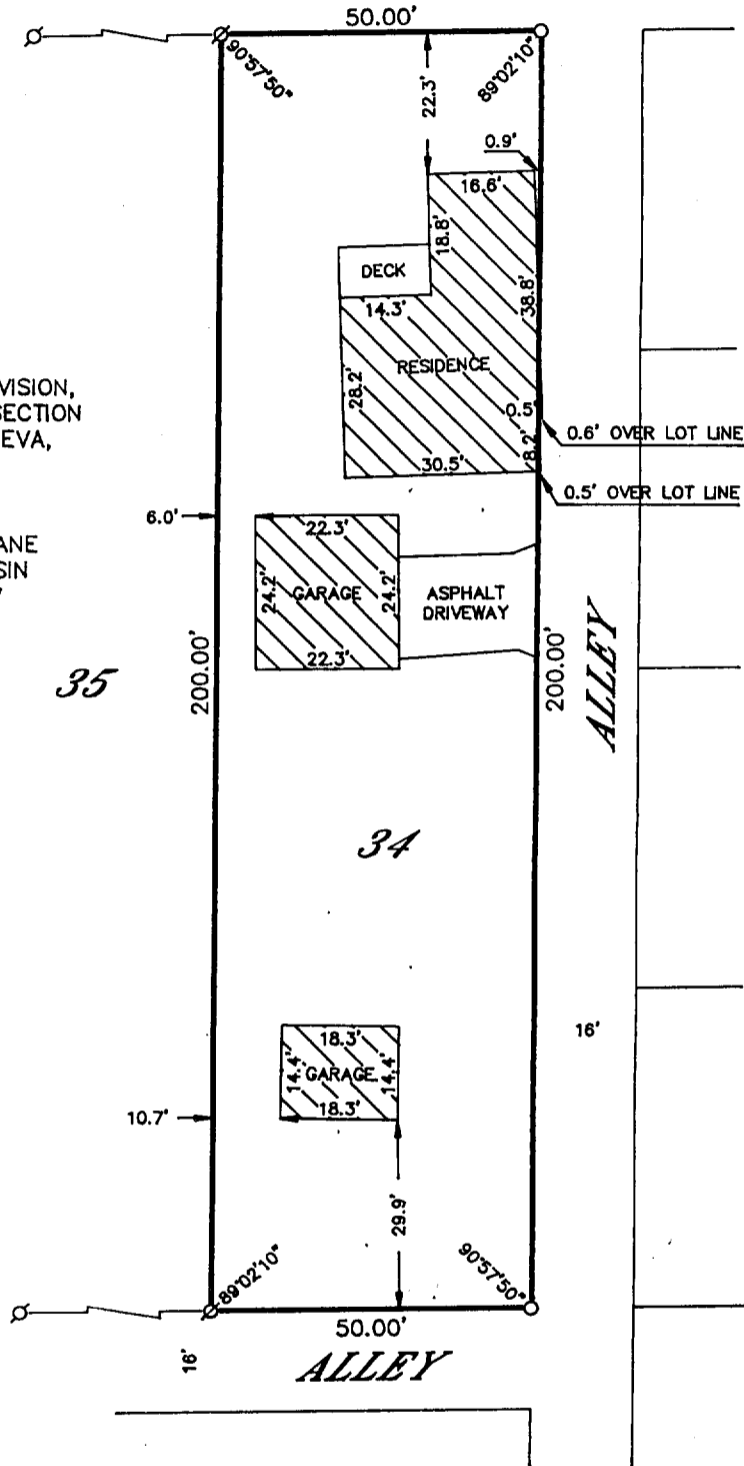 50.00'
90°57'50"
89°02'10"
22.3'
0.9'
16.6'
18.8'
DECK
14.3'
38.8'
RESIDENCE
28.2'
VISION,
SECTION
EVA,
0.5'
8.2'
0.6' OVER LOT LINE
30.5'
0.5' OVER LOT LINE
6.0'
22.3'
ANE
SIN
24.2'
GARAGE
24.2'
ASPHALT
DRIVEWAY
22.3'
35
200.00'
200.00'
ALLEY
34
18.3'
16'
14.4'
GARAGE
14.4'
18.3'
10.7'
29.9'
89°02'10"
90°57'50"
50.00'
16'
ALLEY